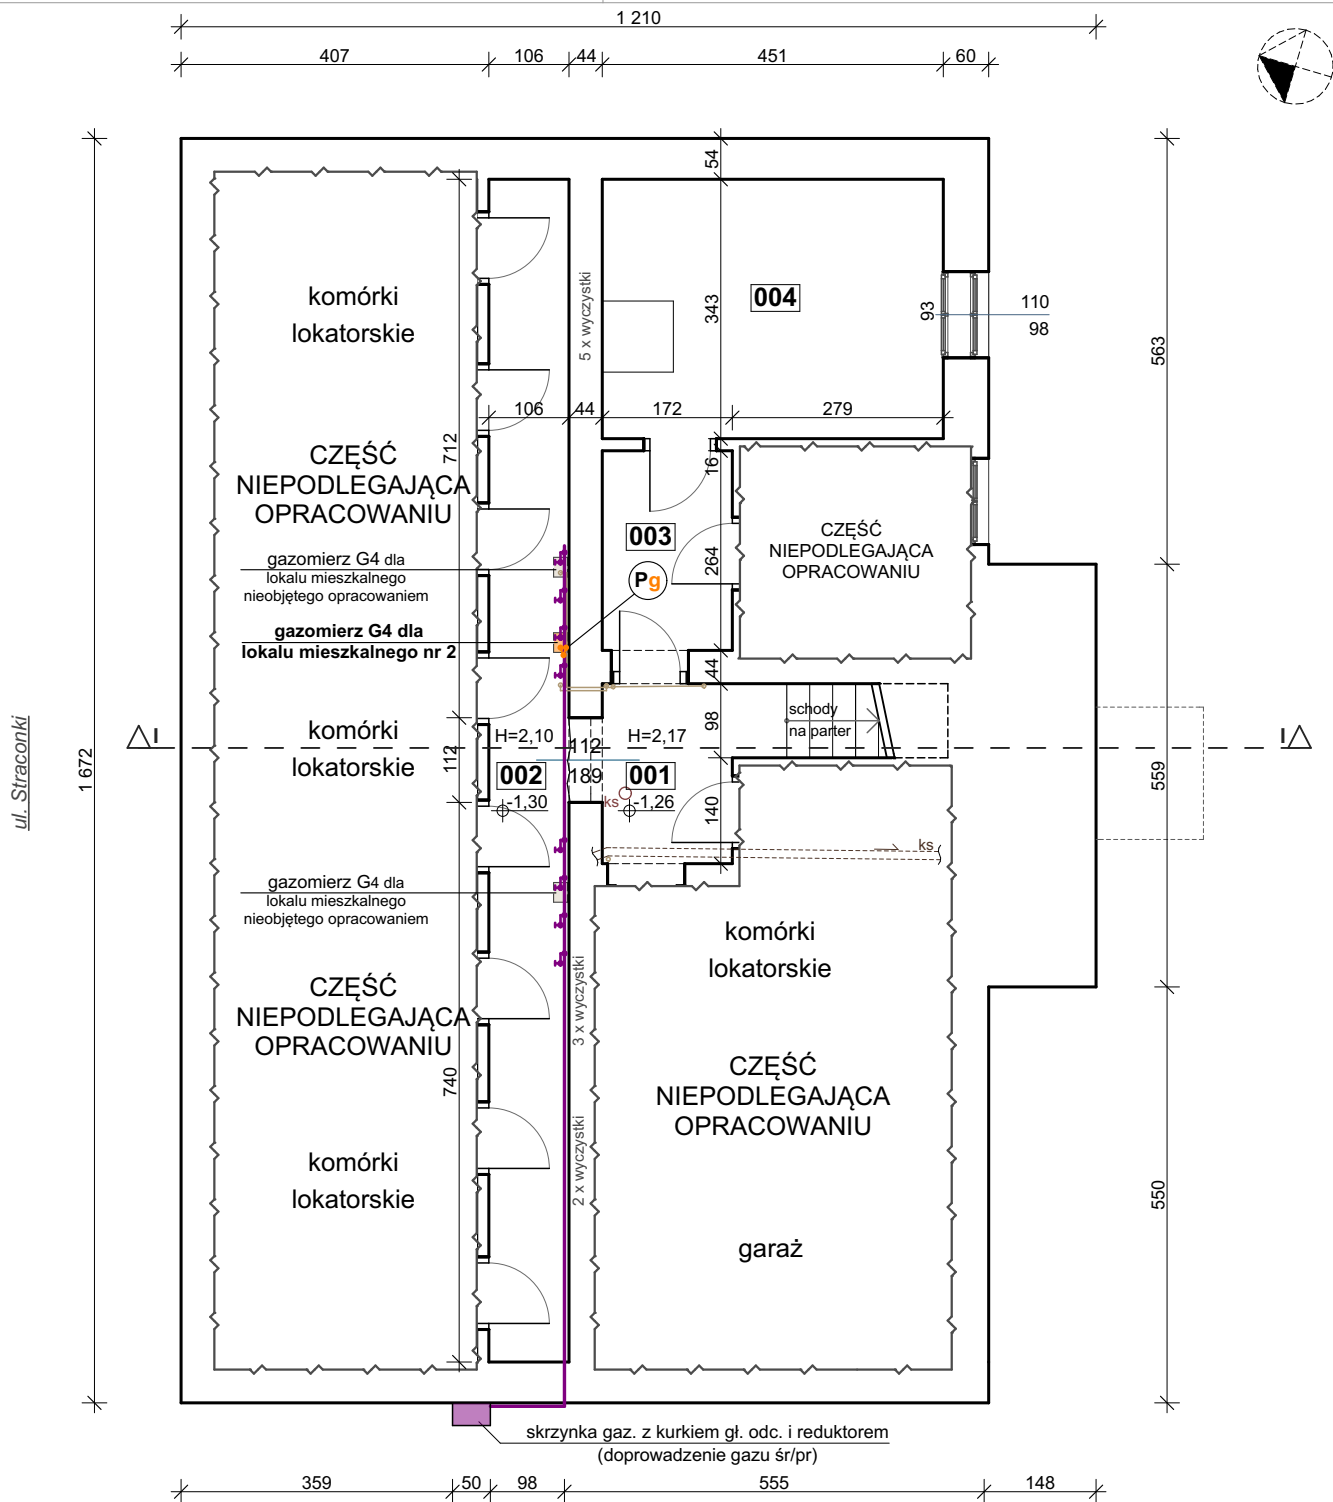 1 210
407
106
44
451
60
54
5 x wyczystki
343
004
93
110
98
563
komórki
lokatorskie
106
44
172
279
712
16
CZĘŚĆ
NIEPODLEGAJĄCA
OPRACOWANIU
003
264
CZĘŚĆ
NIEPODLEGAJĄCA
OPRACOWANIU
gazomierz G4 dla
lokalu mieszkalnego
nieobjętego opracowaniem
Pg
gazomierz G4 dla
lokalu mieszkalnego nr 2
44
ul. Straconki
1 672
komórki
lokatorskie
112
I
H=2,10
112
H=2,17
98
schody
na parter
I
002
189
001
-1,30
ks
-1,26
140
559
ks
gazomierz G4 dla
lokalu mieszkalnego
nieobjętego opracowaniem
komórki
lokatorskie
3 x wyczystki
CZĘŚĆ
NIEPODLEGAJĄCA
OPRACOWANIU
740
CZĘŚĆ
NIEPODLEGAJĄCA
OPRACOWANIU
2 x wyczystki
komórki
lokatorskie
550
garaż
skrzynka gaz. z kurkiem gł. odc. i reduktorem
(doprowadzenie gazu śr/pr)
359
50
98
555
148